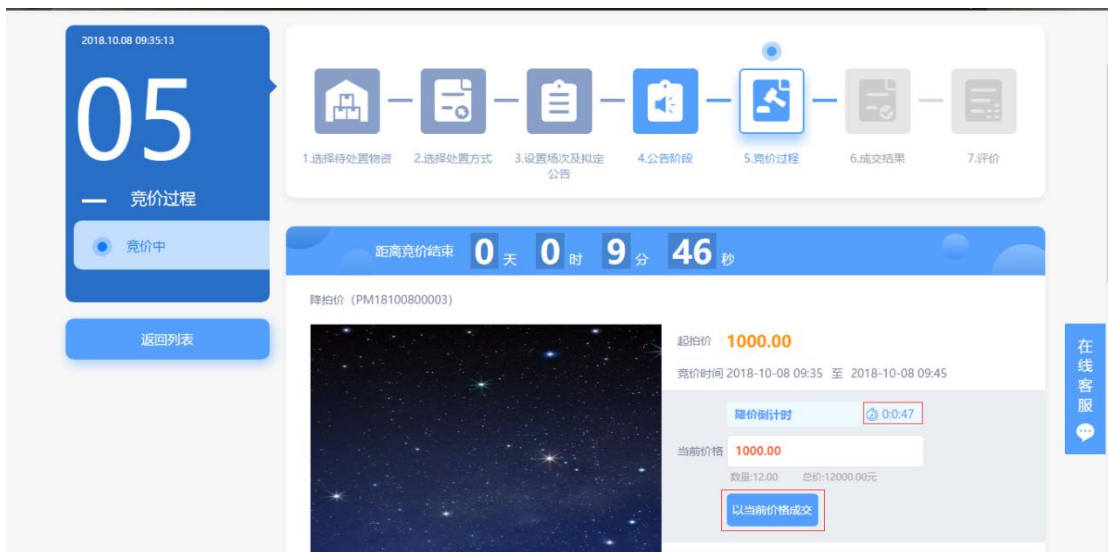 2018.10.08 09:35:13
05
竞价过程
竞价中
返回列表
1.选择待处置物资
2.选择处置方式
3.设置场次及拟定
公告
4.公告阶段
5.竞价过程
6.成交结果
7.评价
距离竞价结束 0 天 0 时 9 分 46 秒
降拍价（PM18100800003）
起拍价 1000.00
竞价时间 2018-10-08 09:35 至 2018-10-08 09:45
降价倒计时 0:0:47
当前价格 1000.00
数量:12.00 总价:12000.00元
以当前价格成交
在线客服